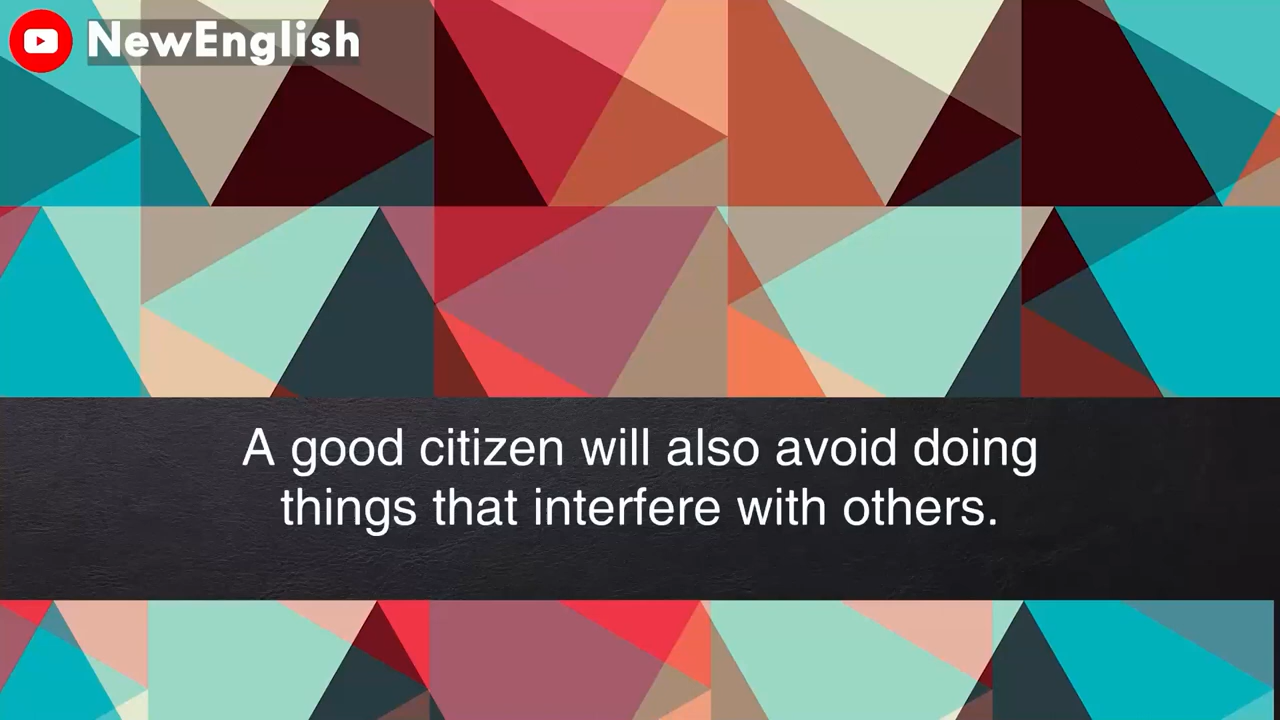 NewEnglish
A good citizen will also avoid doing
things that interfere with others.